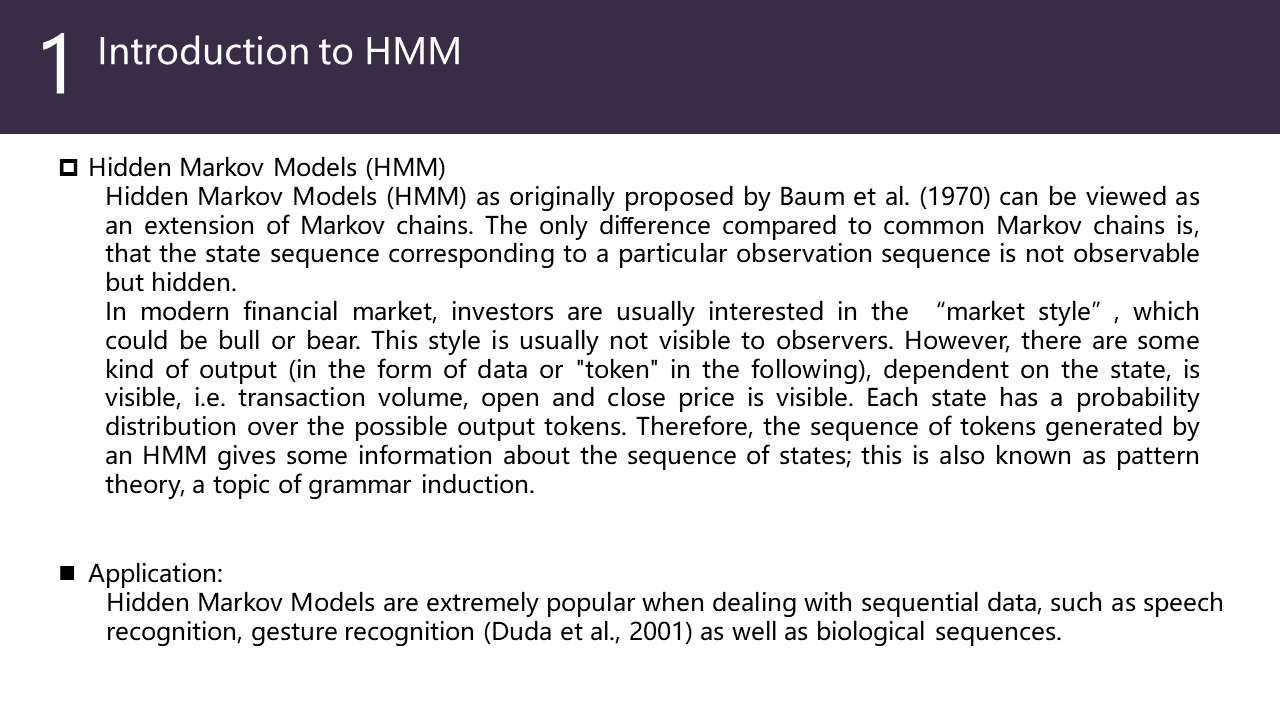 1 Introduction to HMM
Hidden Markov Models (HMM)
Hidden Markov Models (HMM) as originally proposed by Baum et al. (1970) can be viewed as
an extension of Markov chains. The only difference compared to common Markov chains is,
that the state sequence corresponding to a particular observation sequence is not observable
but hidden.
In modern financial market, investors are usually interested in the “market style”, which
could be bull or bear. This style is usually not visible to observers. However, there are some
kind of output (in the form of data or "token" in the following), dependent on the state, is
visible, i.e. transaction volume, open and close price is visible. Each state has a probability
distribution over the possible output tokens. Therefore, the sequence of tokens generated by
an HMM gives some information about the sequence of states; this is also known as pattern
theory, a topic of grammar induction.
Application:
Hidden Markov Models are extremely popular when dealing with sequential data, such as speech
recognition, gesture recognition (Duda et al., 2001) as well as biological sequences.